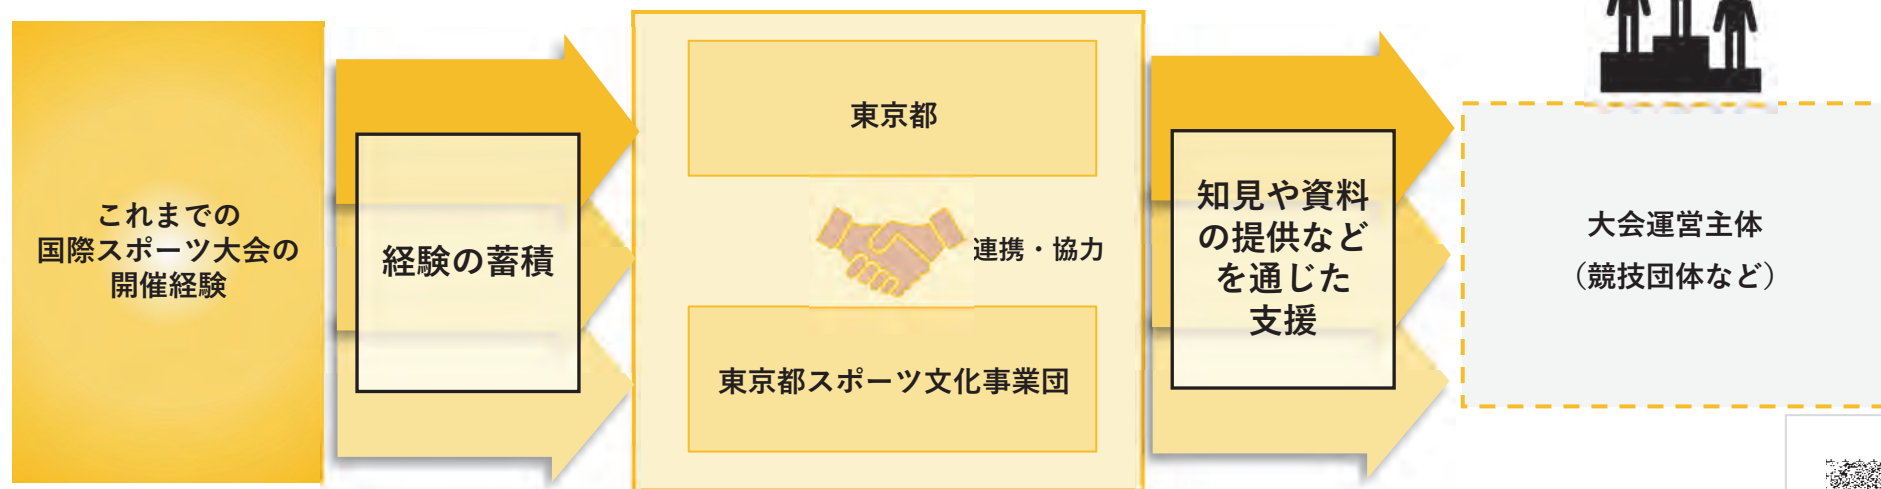 これまでの
国際スポーツ大会の
開催経験
経験の蓄積
東京都
連携・協力
東京都スポーツ文化事業団
知見や資料
の提供など
を通じた
支援
大会運営主体
（競技団体など）